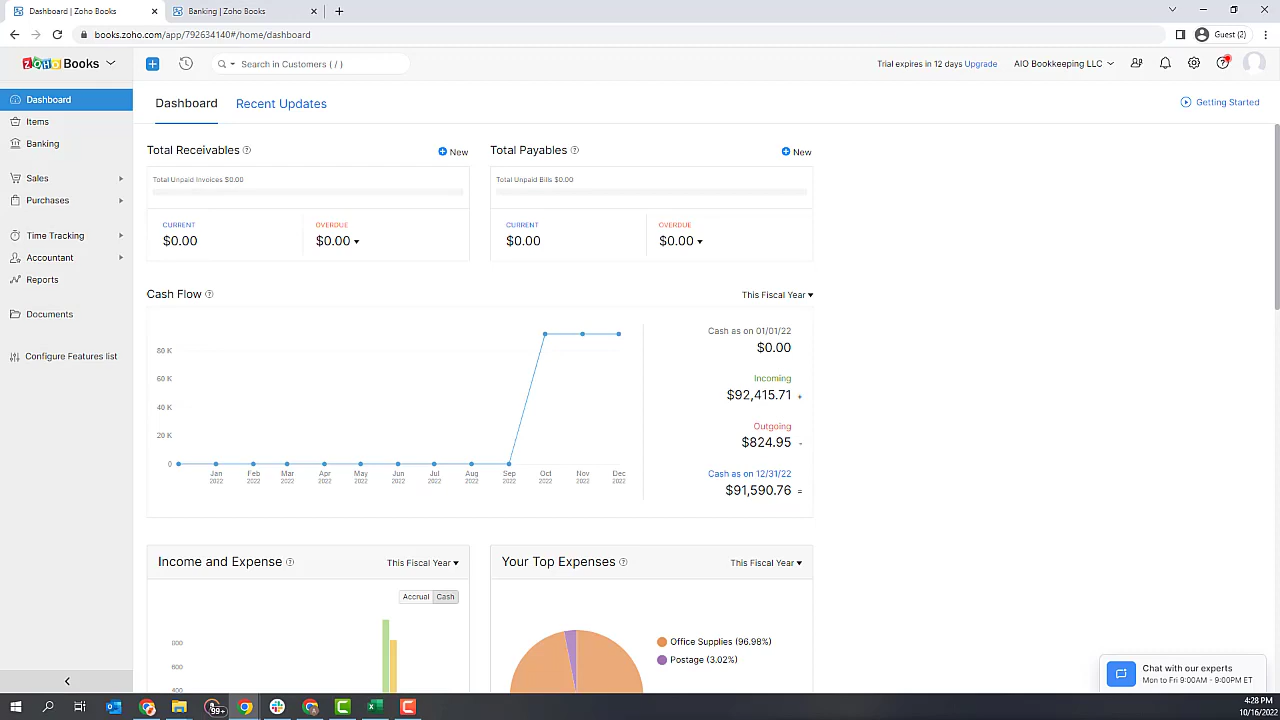 Dashboard | Zoho Books
Banking | Zoho Books
books.zoho.com/app/792634140#/home/dashboard
Guest (2)
ZOHO Books
Search in Customers ( / )
Trial expires in 12 days Upgrade
AIO Bookkeeping LLC
Dashboard
Items
Banking
Sales
Purchases
Time Tracking
Accountant
Reports
Documents
Configure Features list
Dashboard
Recent Updates
Getting Started
Total Receivables
New
Total Unpaid Invoices $0.00
CURRENT
$0.00
OVERDUE
$0.00
Total Payables
New
Total Unpaid Bills $0.00
CURRENT
$0.00
OVERDUE
$0.00
Cash Flow
This Fiscal Year
80 K
60 K
40 K
20 K
0
Jan Feb Mar Apr May Jun Jul Aug Sep Oct Nov Dec
2022 2022 2022 2022 2022 2022 2022 2022 2022 2022 2022 2022
Cash as on 01/01/22
$0.00
Incoming
$92,415.71 +
Outgoing
$824.95 -
Cash as on 12/31/22
$91,590.76 =
Income and Expense
This Fiscal Year
Accrual Cash
800
600
400
Your Top Expenses
This Fiscal Year
Office Supplies (96.98%)
Postage (3.02%)
Chat with our experts
Mon to Fri 9:00AM - 9:00PM ET
99+
4:28 PM
10/16/2022